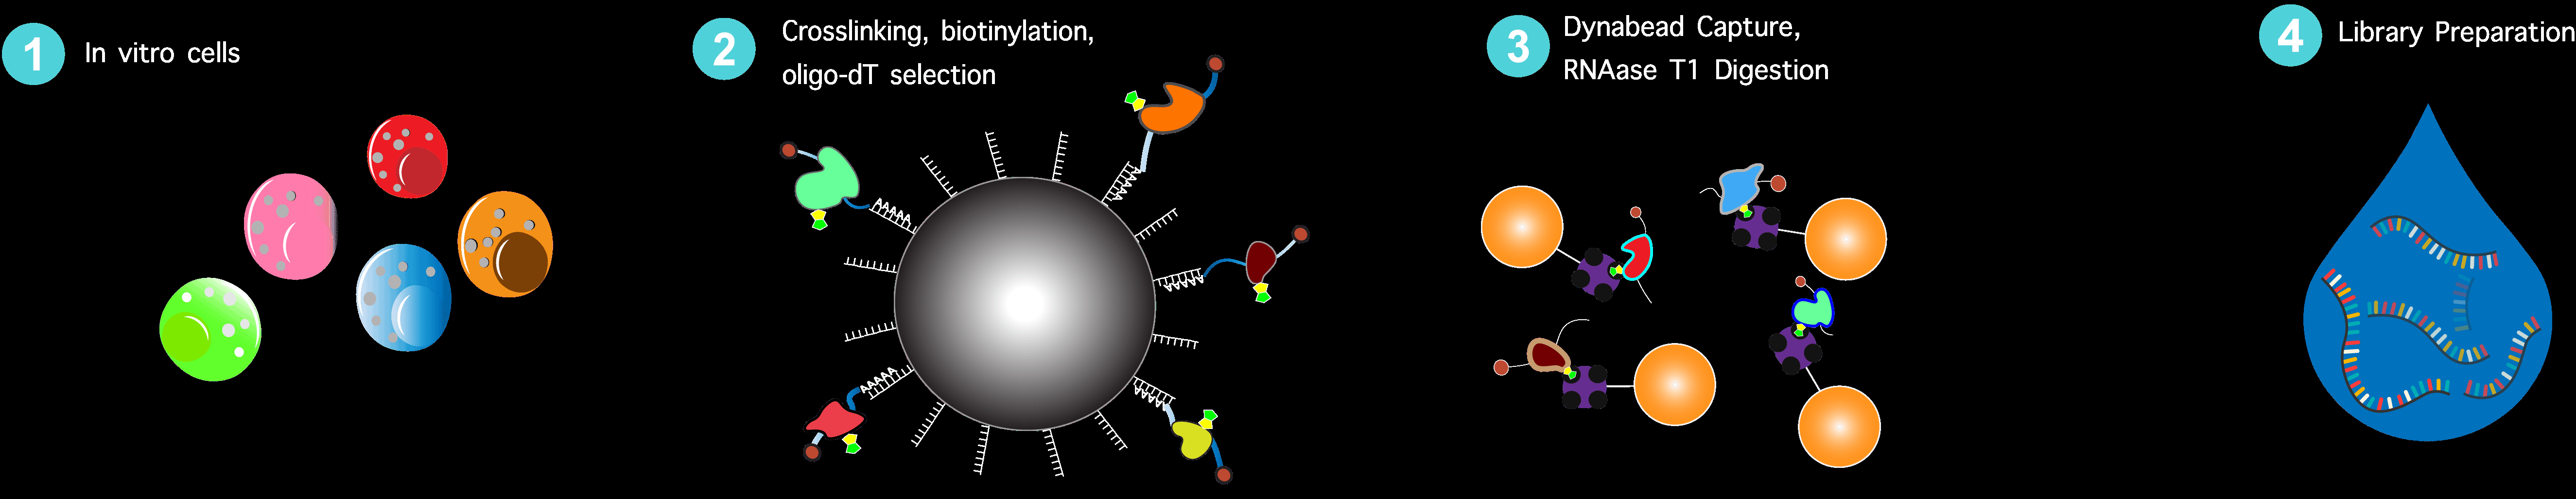 1 In vitro cells
2 Crosslinking, biotinylation,
oligo-dT selection
AAAAA
AAAAA
AAAAA
AAAAA
AAAAA
AAAAA
3 Dynabead Capture,
RNAase T1 Digestion
4 Library Preparation